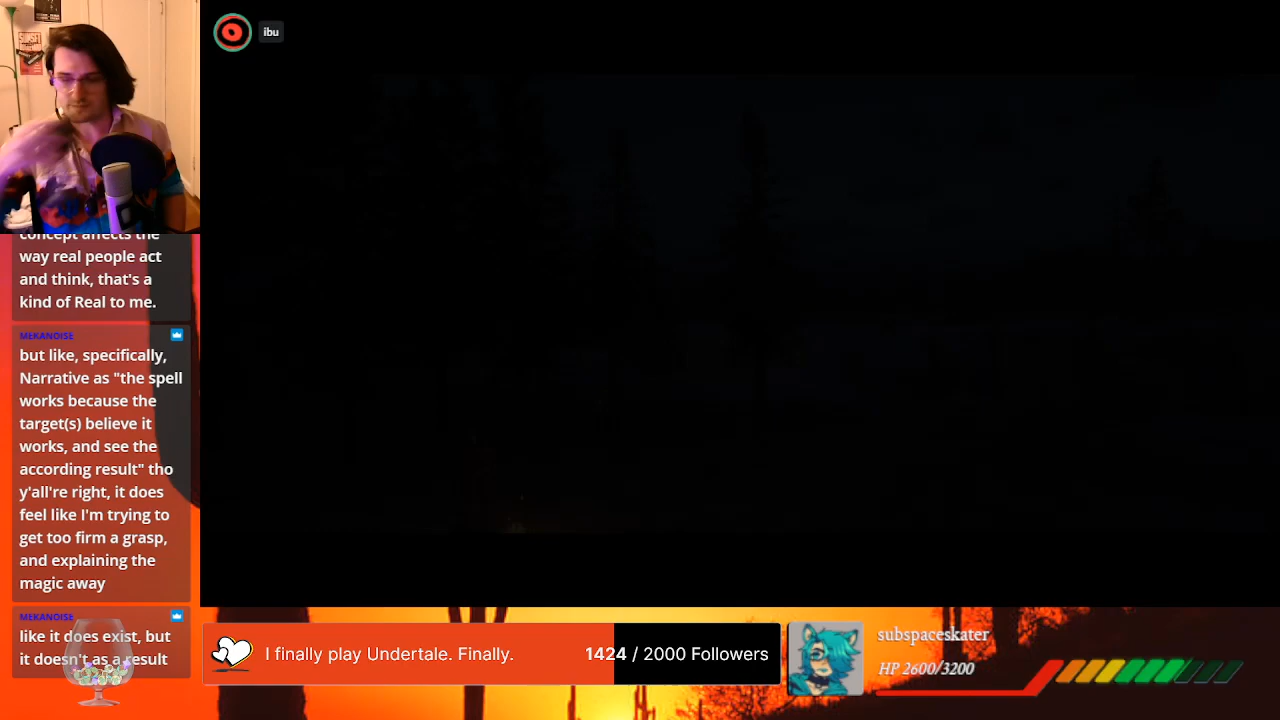 ibu
concept affects the
way real people act
and think, that's a
kind of Real to me.
MEKANOISE
but like, specifically,
Narrative as "the spell
works because the
target(s) believe it
works, and see the
according result" tho
y'all're right, it does
feel like I'm trying to
get too firm a grasp,
and explaining the
magic away
MEKANOISE
like it does exist, but
it doesn't as a result
I finally play Undertale. Finally.
1424 / 2000 Followers
subspaceskater
HP 2600/3200